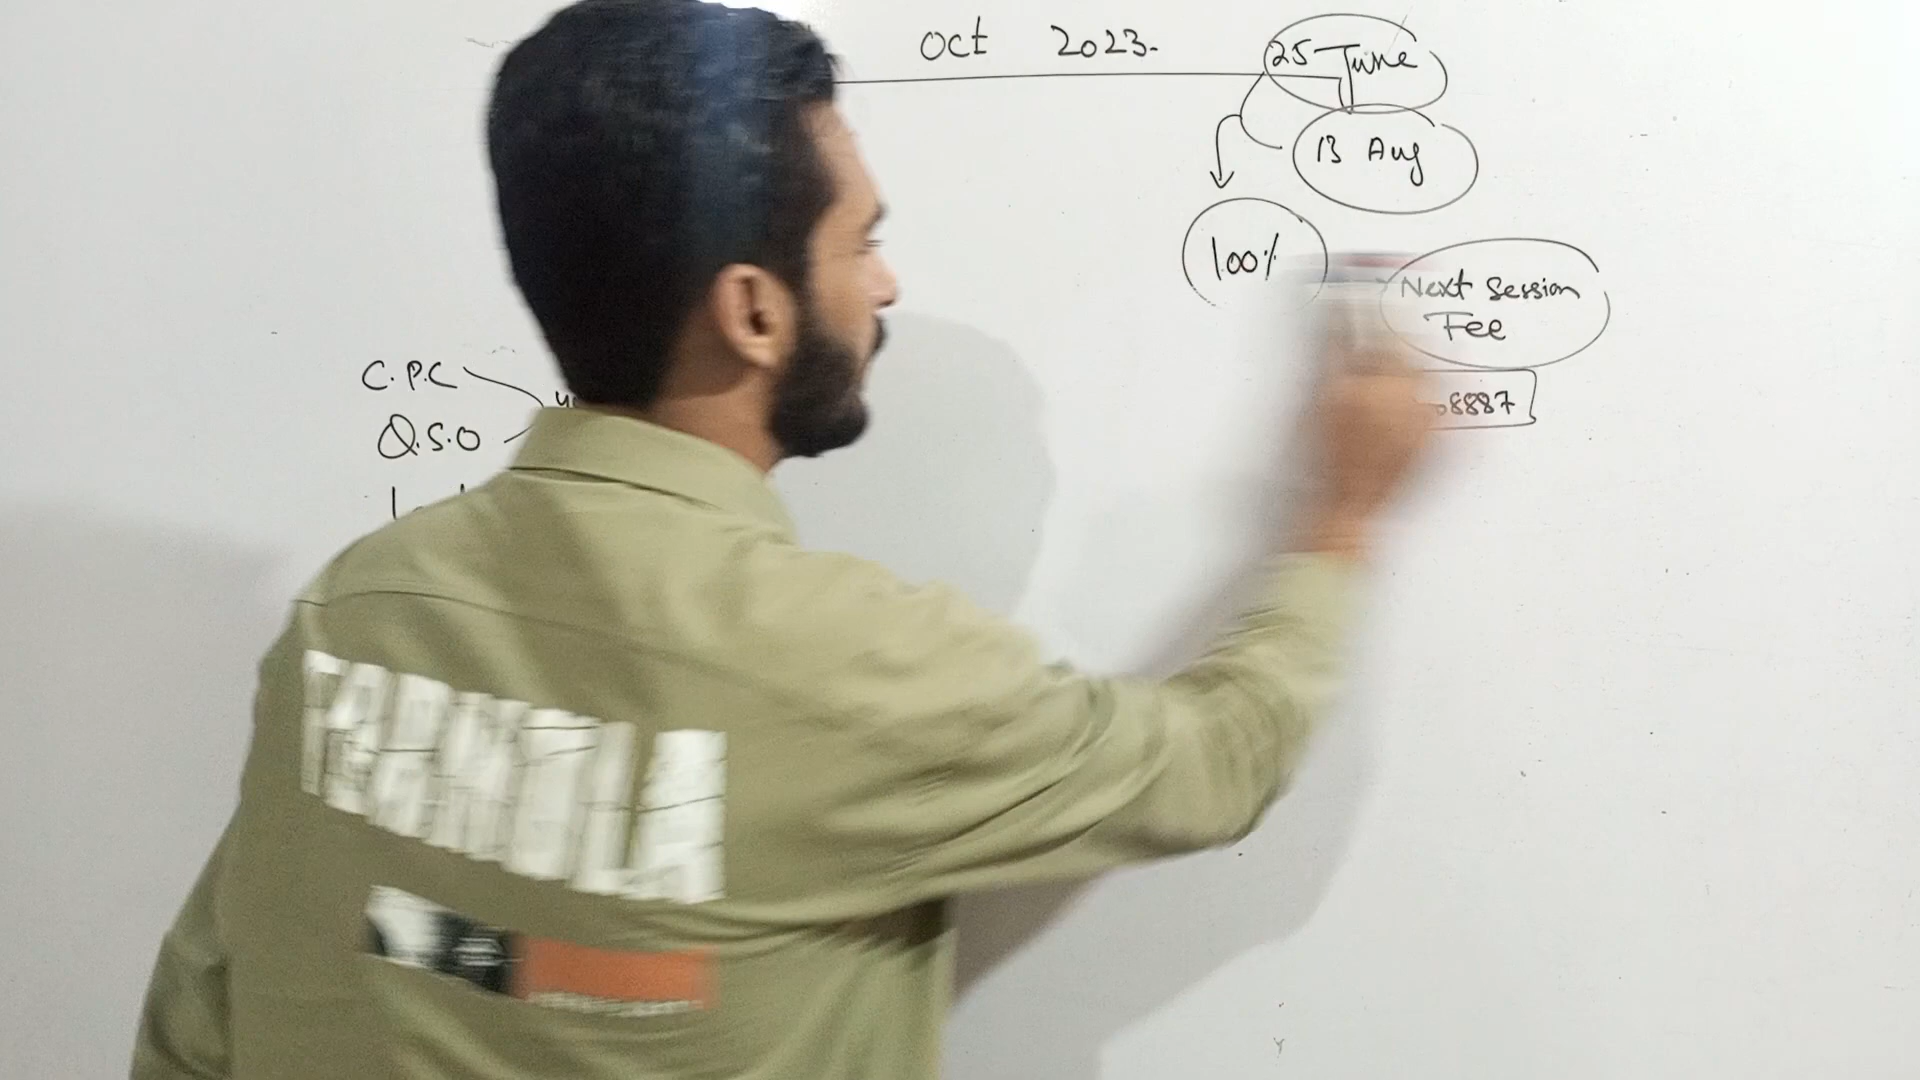 Oct 2023.
25 June
13 Aug
100%
Next Session
Fee
C.P.C
Q.S.O
8887